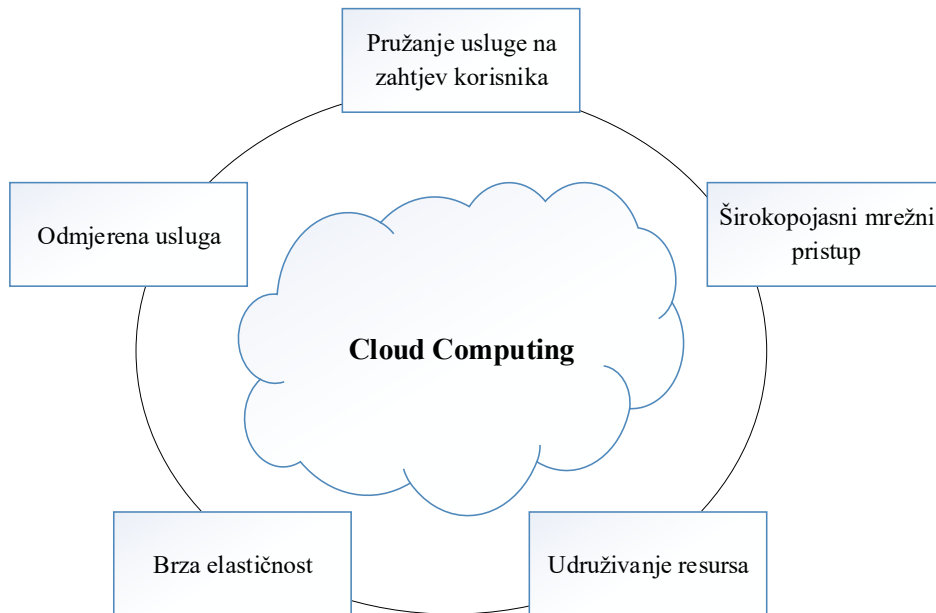 Pružanje usluge na
zahtjev korisnika
Odmjerena usluga
Širokopojasni mrežni
pristup
Cloud Computing
Brza elastičnost
Udruživanje resursa